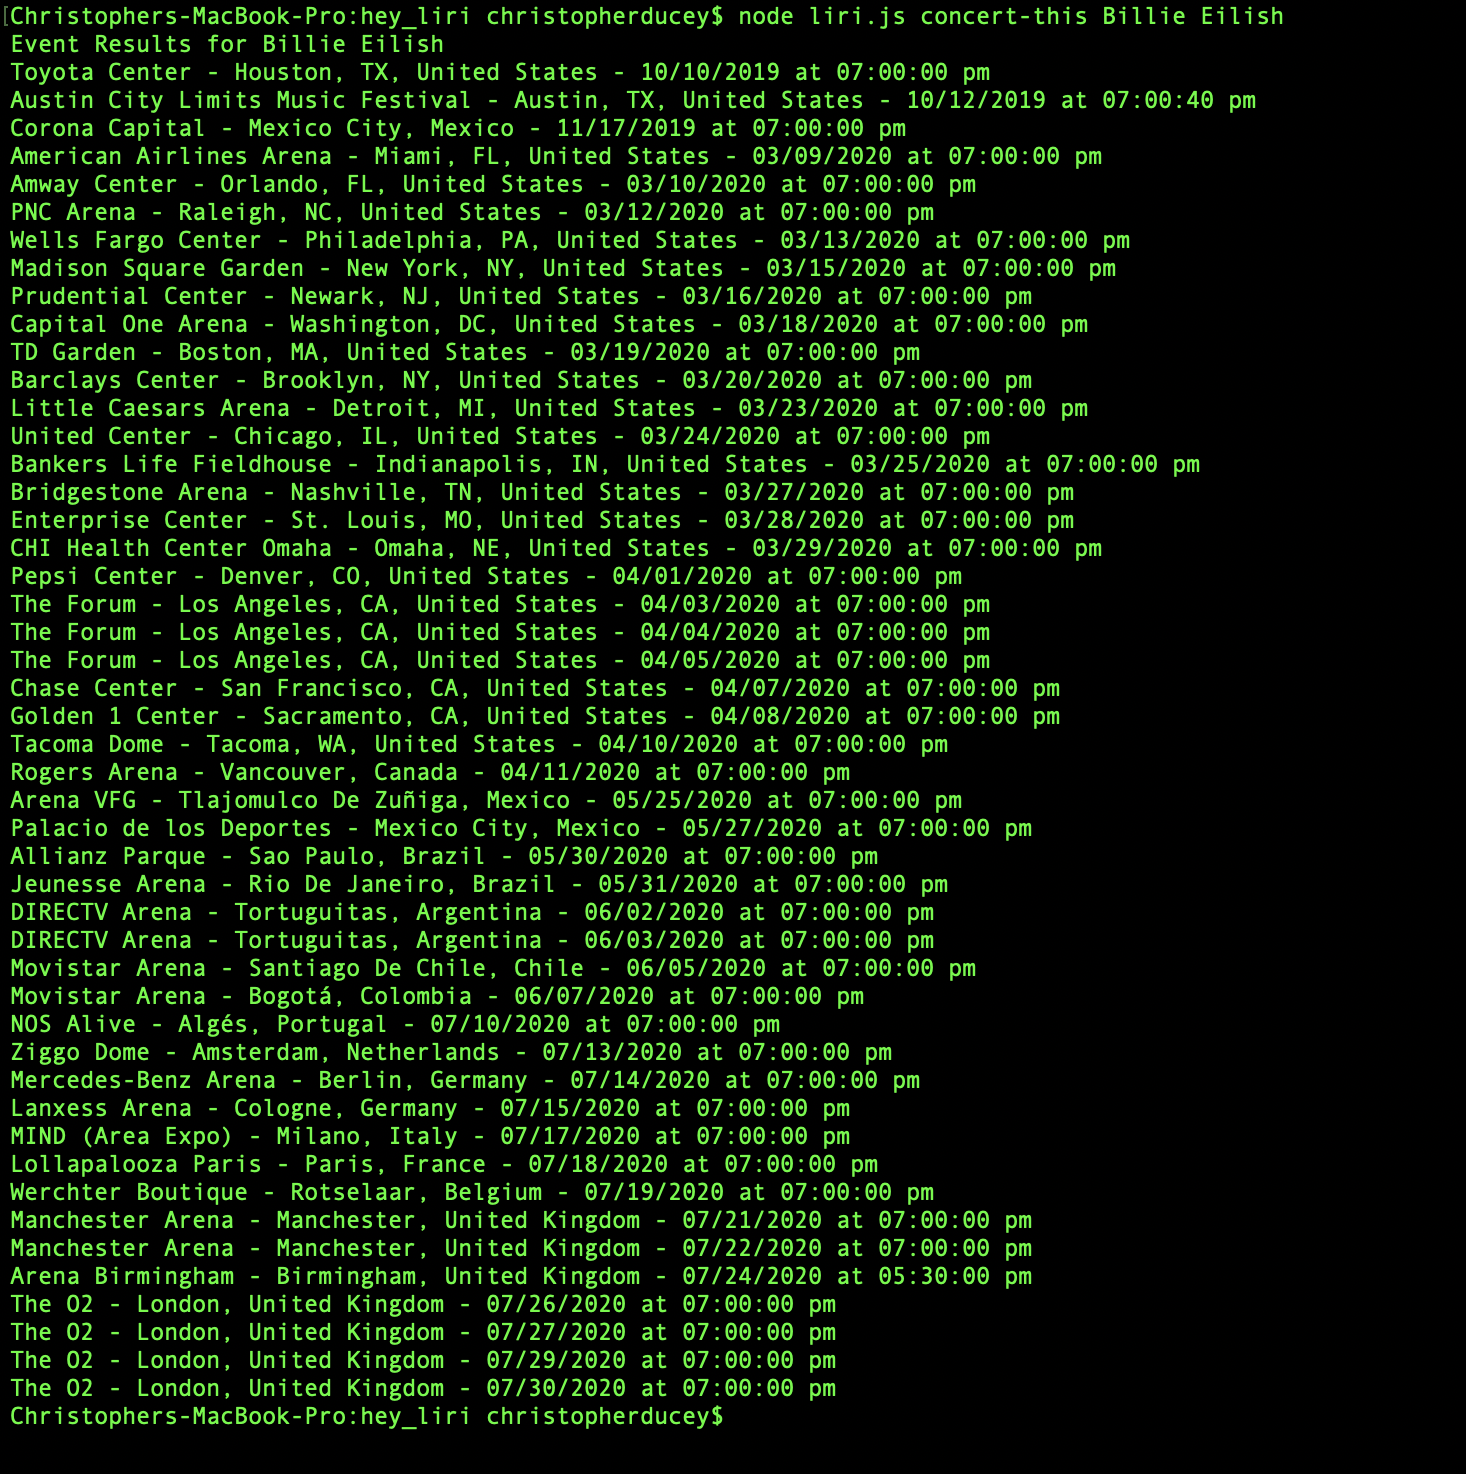 [Christophers-MacBook-Pro:hey_liri christopherducey$ node liri.js concert-this Billie Eilish
Event Results for Billie Eilish
Toyota Center - Houston, TX, United States - 10/10/2019 at 07:00:00 pm
Austin City Limits Music Festival - Austin, TX, United States - 10/12/2019 at 07:00:40 pm
Corona Capital - Mexico City, Mexico - 11/17/2019 at 07:00:00 pm
American Airlines Arena - Miami, FL, United States - 03/09/2020 at 07:00:00 pm
Amway Center - Orlando, FL, United States - 03/10/2020 at 07:00:00 pm
PNC Arena - Raleigh, NC, United States - 03/12/2020 at 07:00:00 pm
Wells Fargo Center - Philadelphia, PA, United States - 03/13/2020 at 07:00:00 pm
Madison Square Garden - New York, NY, United States - 03/15/2020 at 07:00:00 pm
Prudential Center - Newark, NJ, United States - 03/16/2020 at 07:00:00 pm
Capital One Arena - Washington, DC, United States - 03/18/2020 at 07:00:00 pm
TD Garden - Boston, MA, United States - 03/19/2020 at 07:00:00 pm
Barclays Center - Brooklyn, NY, United States - 03/20/2020 at 07:00:00 pm
Little Caesars Arena - Detroit, MI, United States - 03/23/2020 at 07:00:00 pm
United Center - Chicago, IL, United States - 03/24/2020 at 07:00:00 pm
Bankers Life Fieldhouse - Indianapolis, IN, United States - 03/25/2020 at 07:00:00 pm
Bridgestone Arena - Nashville, TN, United States - 03/27/2020 at 07:00:00 pm
Enterprise Center - St. Louis, MO, United States - 03/28/2020 at 07:00:00 pm
CHI Health Center Omaha - Omaha, NE, United States - 03/29/2020 at 07:00:00 pm
Pepsi Center - Denver, CO, United States - 04/01/2020 at 07:00:00 pm
The Forum - Los Angeles, CA, United States - 04/03/2020 at 07:00:00 pm
The Forum - Los Angeles, CA, United States - 04/04/2020 at 07:00:00 pm
The Forum - Los Angeles, CA, United States - 04/05/2020 at 07:00:00 pm
Chase Center - San Francisco, CA, United States - 04/07/2020 at 07:00:00 pm
Golden 1 Center - Sacramento, CA, United States - 04/08/2020 at 07:00:00 pm
Tacoma Dome - Tacoma, WA, United States - 04/10/2020 at 07:00:00 pm
Rogers Arena - Vancouver, Canada - 04/11/2020 at 07:00:00 pm
Arena VFG - Tlajomulco De Zuñiga, Mexico - 05/25/2020 at 07:00:00 pm
Palacio de los Deportes - Mexico City, Mexico - 05/27/2020 at 07:00:00 pm
Allianz Parque - Sao Paulo, Brazil - 05/30/2020 at 07:00:00 pm
Jeunesse Arena - Rio De Janeiro, Brazil - 05/31/2020 at 07:00:00 pm
DIRECTV Arena - Tortuguitas, Argentina - 06/02/2020 at 07:00:00 pm
DIRECTV Arena - Tortuguitas, Argentina - 06/03/2020 at 07:00:00 pm
Movistar Arena - Santiago De Chile, Chile - 06/05/2020 at 07:00:00 pm
Movistar Arena - Bogotá, Colombia - 06/07/2020 at 07:00:00 pm
NOS Alive - Algés, Portugal - 07/10/2020 at 07:00:00 pm
Ziggo Dome - Amsterdam, Netherlands - 07/13/2020 at 07:00:00 pm
Mercedes-Benz Arena - Berlin, Germany - 07/14/2020 at 07:00:00 pm
Lanxess Arena - Cologne, Germany - 07/15/2020 at 07:00:00 pm
MIND (Area Expo) - Milano, Italy - 07/17/2020 at 07:00:00 pm
Lollapalooza Paris - Paris, France - 07/18/2020 at 07:00:00 pm
Werchter Boutique - Rotselaar, Belgium - 07/19/2020 at 07:00:00 pm
Manchester Arena - Manchester, United Kingdom - 07/21/2020 at 07:00:00 pm
Manchester Arena - Manchester, United Kingdom - 07/22/2020 at 07:00:00 pm
Arena Birmingham - Birmingham, United Kingdom - 07/24/2020 at 05:30:00 pm
The O2 - London, United Kingdom - 07/26/2020 at 07:00:00 pm
The O2 - London, United Kingdom - 07/27/2020 at 07:00:00 pm
The O2 - London, United Kingdom - 07/29/2020 at 07:00:00 pm
The O2 - London, United Kingdom - 07/30/2020 at 07:00:00 pm
Christophers-MacBook-Pro:hey_liri christopherducey$